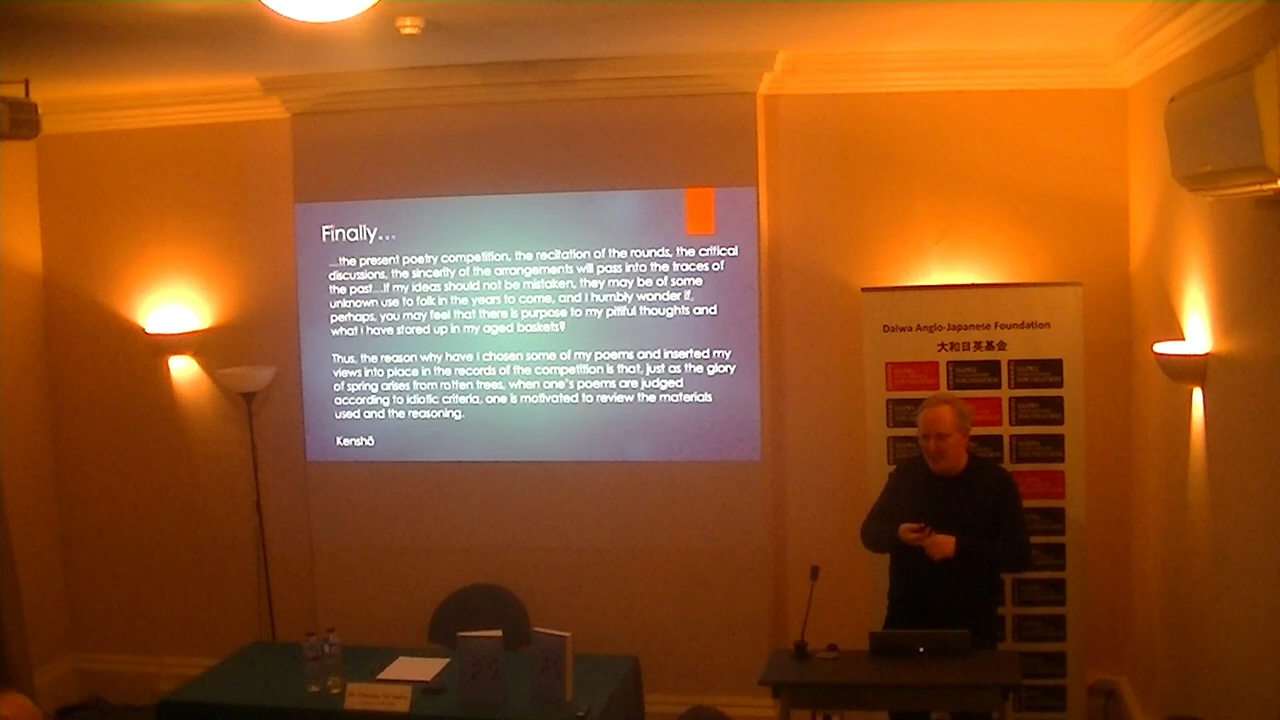 Finally...
...the present poetry competition, the recitation of the rounds, the critical
discussions, the sincerity of the arrangements will pass into the traces of
the past....If my ideas should not be mistaken, they may be of some
unknown use to folk in the years to come, and I humbly wonder if,
perhaps, you may feel that there is purpose to my pitiful thoughts and
what I have stored up in my aged baskets?
Thus, the reason why have I chosen some of my poems and inserted my
views into place in the records of the competition is that, just as the glory
of spring arises from rotten trees, when one's poems are judged
according to idiotic criteria, one is motivated to review the materials
used and the reasoning.
Kenshō
Daiwa Anglo-Japanese Foundation
大和日英基金